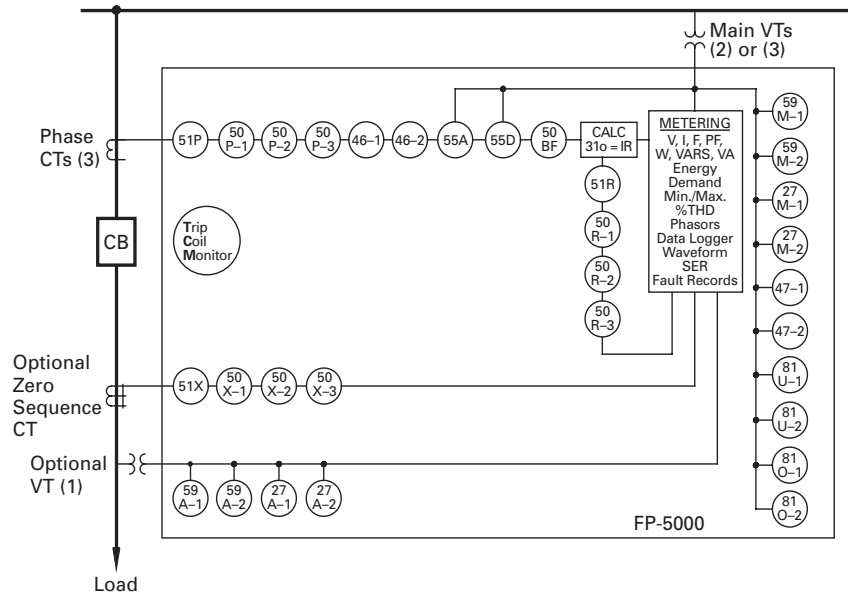 Main VTs
(2) or (3)
Phase
CTs (3)
51P
50
P–1
50
P–2
50
P–3
46–1
46–2
55A
55D
50
BF
CALC
31o = IR
METERING
V, I, F, PF,
W, VARS, VA
Energy
Demand
Min./Max.
%THD
Phasors
Data Logger
Waveform
SER
Fault Records
59
M–1
59
M–2
27
M–1
27
M–2
47–1
47–2
81
U–1
81
U–2
81
O–1
81
O–2
51R
50
R–1
50
R–2
50
R–3
CB
Trip
Coil
Monitor
Optional
Zero
Sequence
CT
51X
50
X–1
50
X–2
50
X–3
Optional
VT (1)
59
A–1
59
A–2
27
A–1
27
A–2
FP-5000
Load